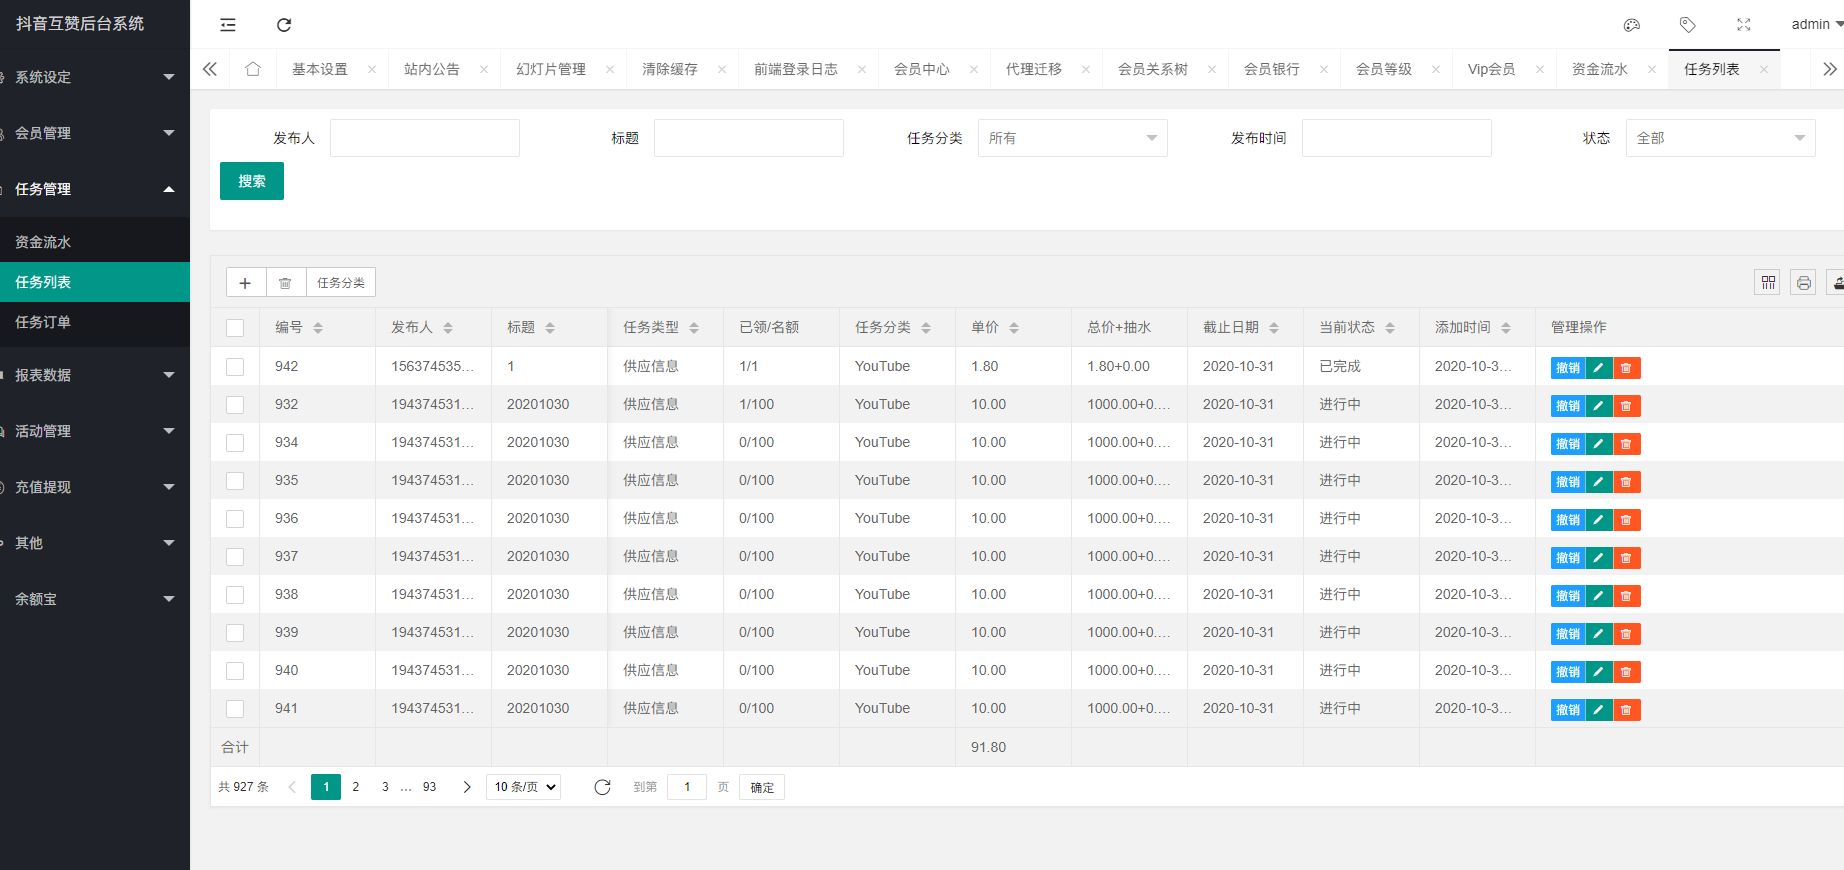 抖音互赞后台系统
admin
基本设置 站内公告 幻灯片管理 清除缓存 前端登录日志 会员中心 代理迁移 会员关系树 会员银行 会员等级 Vip会员 资金流水 任务列表
系统设定
会员管理
任务管理
资金流水
任务列表
任务订单
报表数据
活动管理
充值提现
其他
余额宝
发布人 标题 任务分类 所有 发布时间 状态 全部
搜索
任务分类
编号 发布人 标题 任务类型 已领/名额 任务分类 单价 总价+抽水 截止日期 当前状态 添加时间 管理操作
942 156374535... 1 供应信息 1/1 YouTube 1.80 1.80+0.00 2020-10-31 已完成 2020-10-3... 撤销
932 194374531... 20201030 供应信息 1/100 YouTube 10.00 1000.00+0.... 2020-10-31 进行中 2020-10-3... 撤销
934 194374531... 20201030 供应信息 0/100 YouTube 10.00 1000.00+0.... 2020-10-31 进行中 2020-10-3... 撤销
935 194374531... 20201030 供应信息 0/100 YouTube 10.00 1000.00+0.... 2020-10-31 进行中 2020-10-3... 撤销
936 194374531... 20201030 供应信息 0/100 YouTube 10.00 1000.00+0.... 2020-10-31 进行中 2020-10-3... 撤销
937 194374531... 20201030 供应信息 0/100 YouTube 10.00 1000.00+0.... 2020-10-31 进行中 2020-10-3... 撤销
938 194374531... 20201030 供应信息 0/100 YouTube 10.00 1000.00+0.... 2020-10-31 进行中 2020-10-3... 撤销
939 194374531... 20201030 供应信息 0/100 YouTube 10.00 1000.00+0.... 2020-10-31 进行中 2020-10-3... 撤销
940 194374531... 20201030 供应信息 0/100 YouTube 10.00 1000.00+0.... 2020-10-31 进行中 2020-10-3... 撤销
941 194374531... 20201030 供应信息 0/100 YouTube 10.00 1000.00+0.... 2020-10-31 进行中 2020-10-3... 撤销
合计 91.80
共 927 条 1 2 3 ... 93 10 条/页 到第 1 页 确定